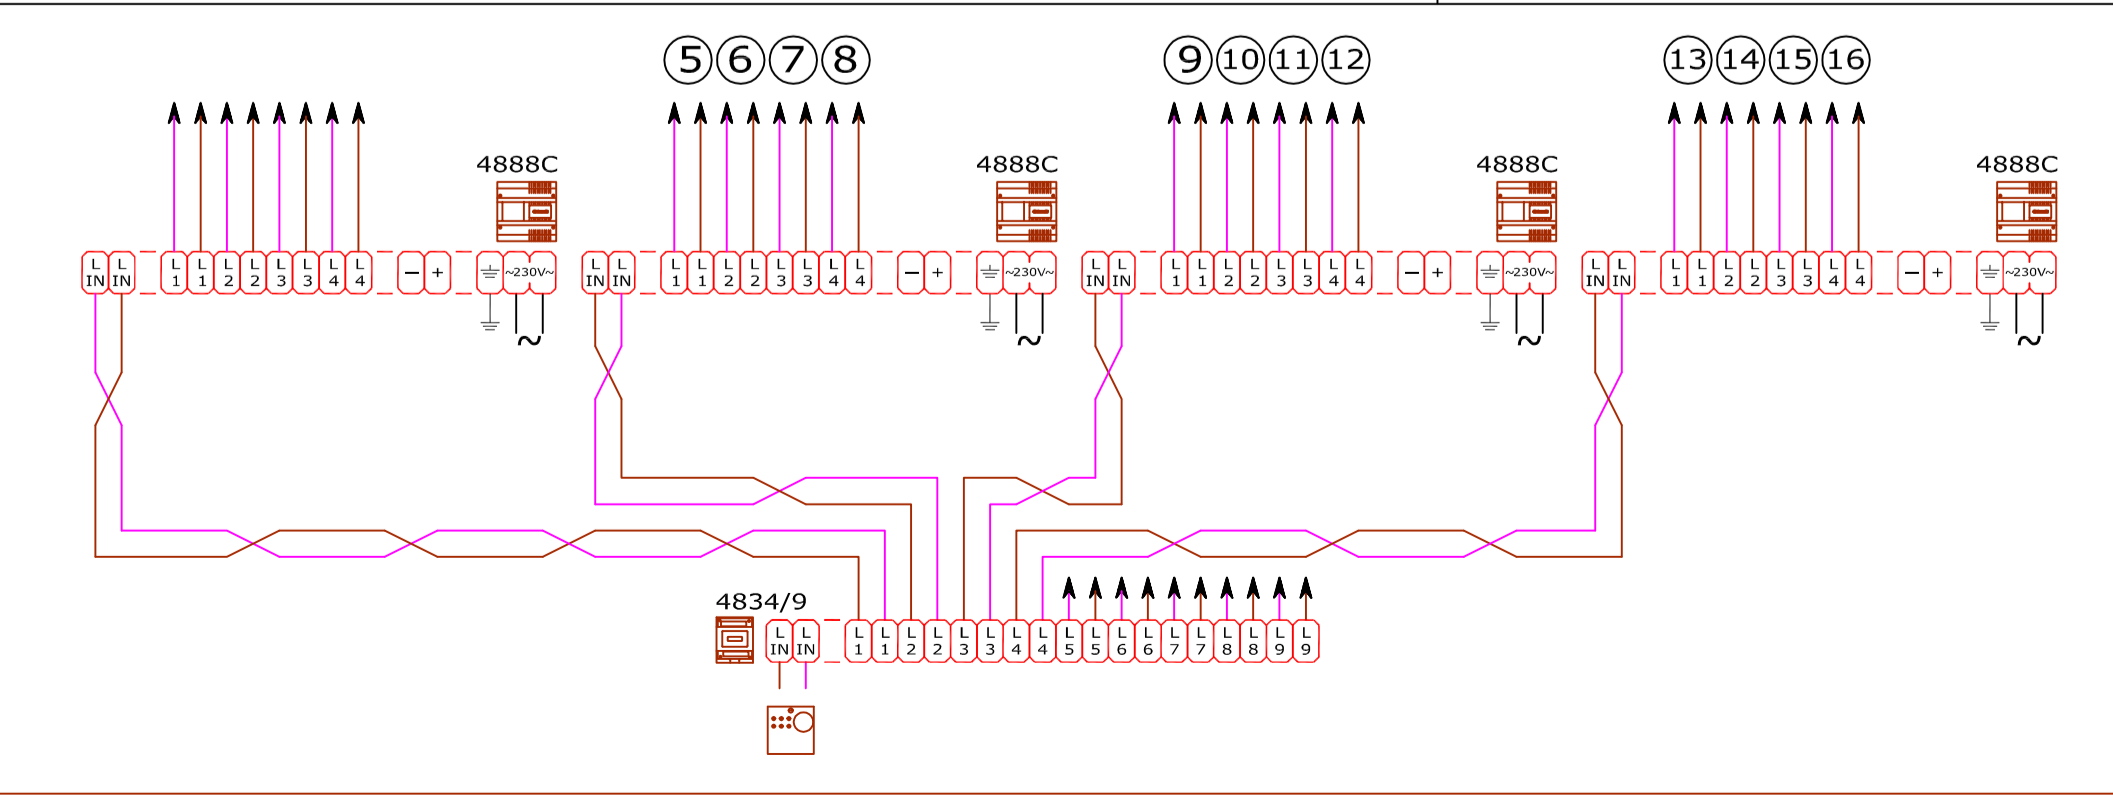 5 6 7 8 9 10 11 12 13 14 15 16
4888C 4888C 4888C 4888C
L L L L L L L L L L L L L L L L L L L L L L L L L L L L L L L L L L L L L L L L
IN IN 1 1 2 2 3 3 4 4 − + ~230V~ IN IN 1 1 2 2 3 3 4 4 − + ~230V~ IN IN 1 1 2 2 3 3 4 4 − + ~230V~ IN IN 1 1 2 2 3 3 4 4 − + ~230V~
~ ~ ~ ~
4834/9
L L L L L L L L L L L L L L L L L L L L
IN IN 1 1 2 2 3 3 4 4 5 5 6 6 7 7 8 8 9 9